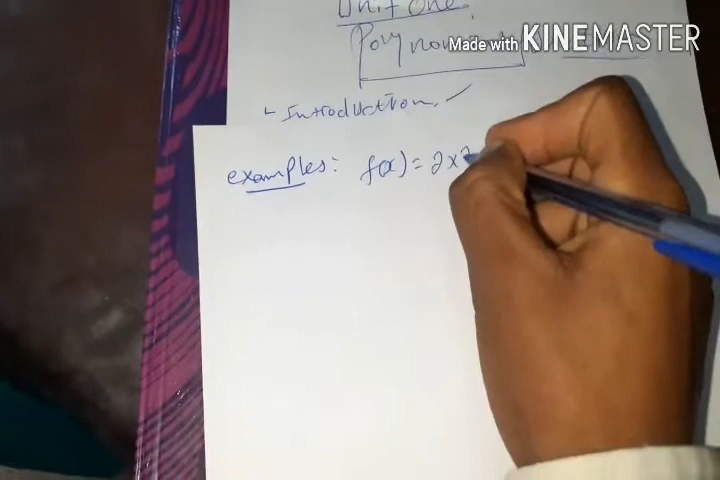 Unit One
Made with KINEMASTER
Introduction.
examples: f(x) = 2x